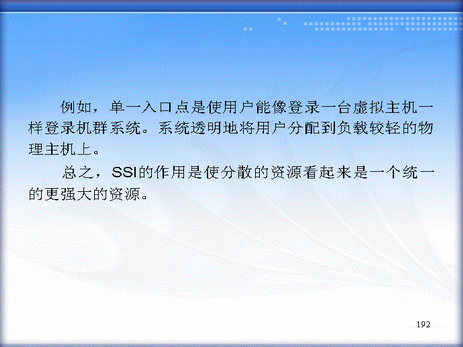 例如，单一入口点是使用户能像登录一台虚拟主机一
样登录机群系统。系统透明地将用户分配到负载较轻的物
理主机上。
总之，SSI的作用是使分散的资源看起来是一个统一
的更强大的资源。
192